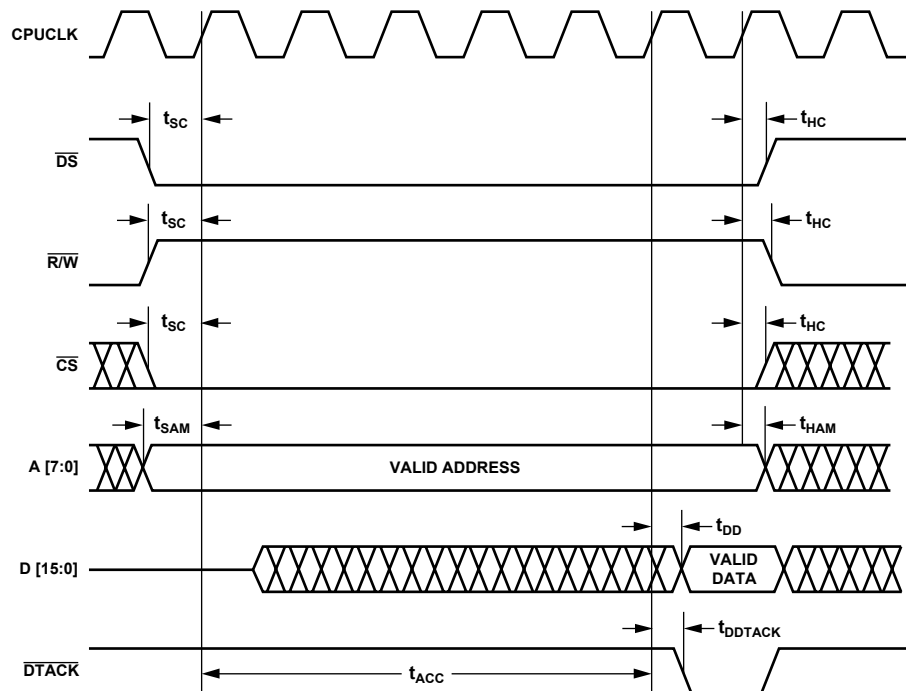 CPUCLK
tSC
tHC
DS
tSC
tHC
R/W
tSC
tHC
CS
tSAM
tHAM
A [7:0]
VALID ADDRESS
tDD
D [15:0]
VALID
DATA
tDDTACK
DTACK
tACC